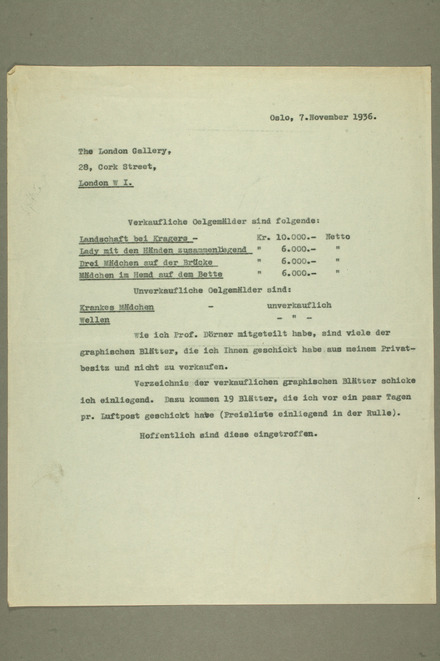 Oslo, 7.November 1936.
The London Gallery,
28, Cork Street,
London W I.
Verkaufliche Oelgemälder sind folgende:
Landschaft bei Kragerø - Kr. 10.000.- Netto
Lady mit den Händen zusammenliegend " 6.000.- "
Drei Mädchen auf der Brücke " 6.000.- "
Mädchen im Hemd auf dem Bette " 6.000.- "
Unverkaufliche Oelgemälder sind:
Krankes Mädchen - unverkauflich
Wellen - " -
Wie ich Prof. Dörner mitgeteilt habe, sind viele der
graphischen Blätter, die ich Ihnen geschickt habe aus meinem Privat-
besitz und nicht zu verkaufen.
Verzeichnis der verkauflichen graphischen Blätter schicke
ich einliegend. Dazu kommen 19 Blätter, die ich vor ein paar Tagen
pr. Luftpost geschickt habe (Preisliste einliegend in der Rulle).
Hoffentlich sind diese eingetroffen.